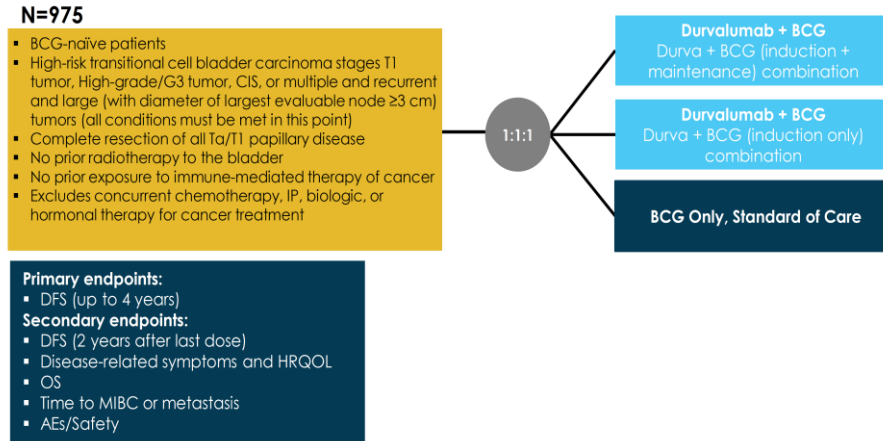 N=975
▪ BCG-naïve patients
▪ High-risk transitional cell bladder carcinoma stages T1
tumor, High-grade/G3 tumor, CIS, or multiple and recurrent
and large (with diameter of largest evaluable node ≥3 cm)
tumors (all conditions must be met in this point)
▪ Complete resection of all Ta/T1 papillary disease
▪ No prior radiotherapy to the bladder
▪ No prior exposure to immune-mediated therapy of cancer
▪ Excludes concurrent chemotherapy, IP, biologic, or
hormonal therapy for cancer treatment
1:1:1
Durvalumab + BCG
Durva + BCG (induction +
maintenance) combination
Durvalumab + BCG
Durva + BCG (induction only)
combination
BCG Only, Standard of Care
Primary endpoints:
▪ DFS (up to 4 years)
Secondary endpoints:
▪ DFS (2 years after last dose)
▪ Disease-related symptoms and HRQOL
▪ OS
▪ Time to MIBC or metastasis
▪ AEs/Safety